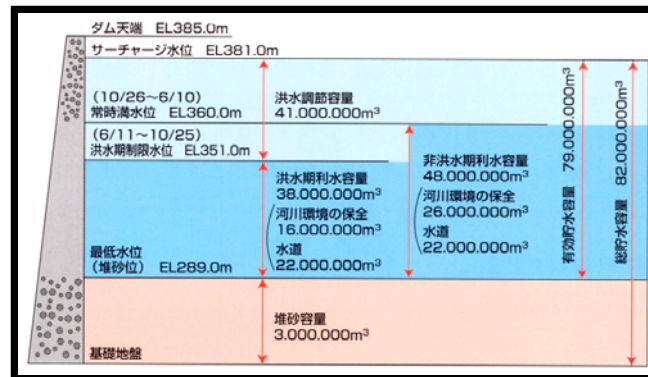 ダム天端 EL385.0m
サーチャージ水位 EL381.0m
(10/26〜6/10)
常時満水位 EL360.0m
(6/11〜10/25)
洪水期制限水位 EL351.0m
最低水位
(堆砂位) EL289.0m
基礎地盤
洪水調節容量
41.000.000m³
洪水期利水容量
38.000.000m³
河川環境の保全
16.000.000m³
水道
22.000.000m³
堆砂容量
3.000.000m³
非洪水期利水容量
48.000.000m³
河川環境の保全
26.000.000m³
水道
22.000.000m³
有効貯水容量 79.000.000m³
総貯水容量 82.000.000m³